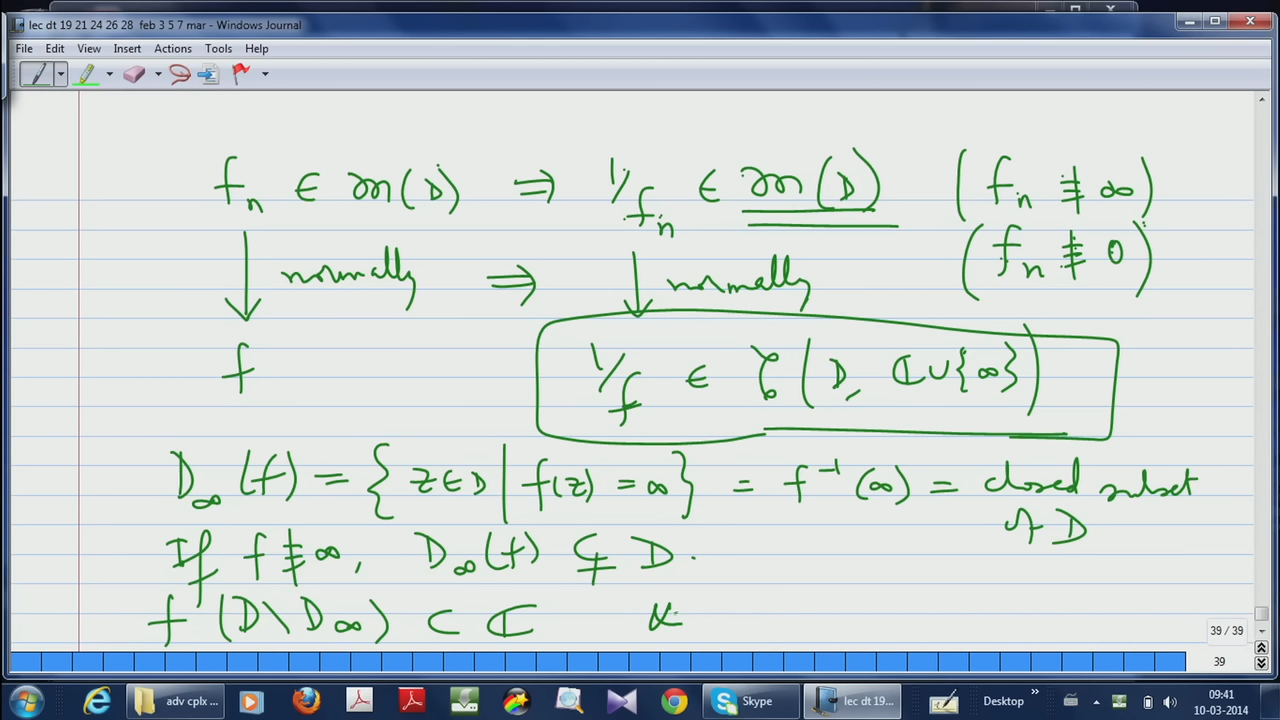 lec dt 19 21 24 26 28 feb 3 5 7 mar - Windows Journal
File Edit View Insert Actions Tools Help
fₙ ∈ 𝔪(D) ⇒ 1/fₙ ∈ 𝔪(D) (fₙ ≢ ∞)
(fₙ ≢ 0)
↓ normally ⇒ ↓ normally
f 1/f ∈ 𝒞(D, ℂ∪{∞})
D∞(f) = {z∈D | f(z) = ∞} = f⁻¹(∞) = closed subset
of D
If f ≢ ∞, D∞(f) ⊊ D.
f(D\D∞) ⊂ ℂ &
39 / 39
39
adv cplx ... Skype lec dt 19... Desktop » 09:41
10-03-2014